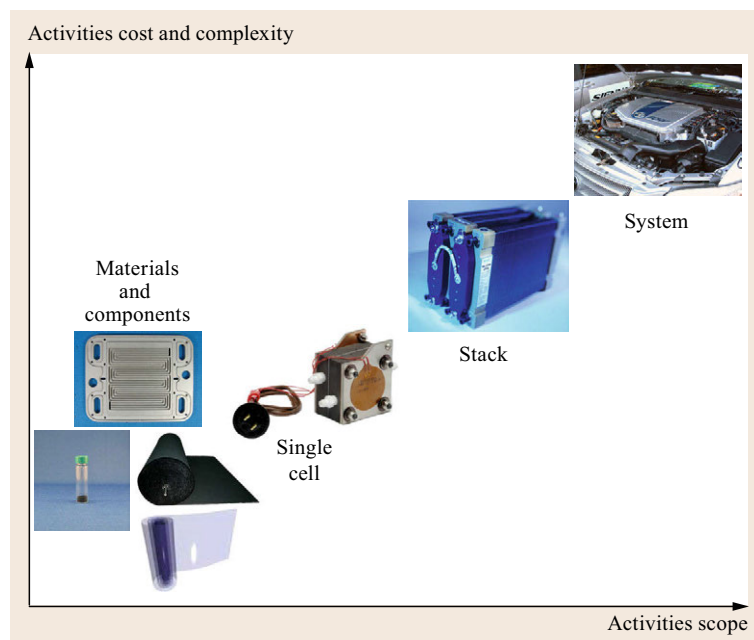 Activities cost and complexity
System
Materials
and
components
Stack
Single
cell
Activities scope